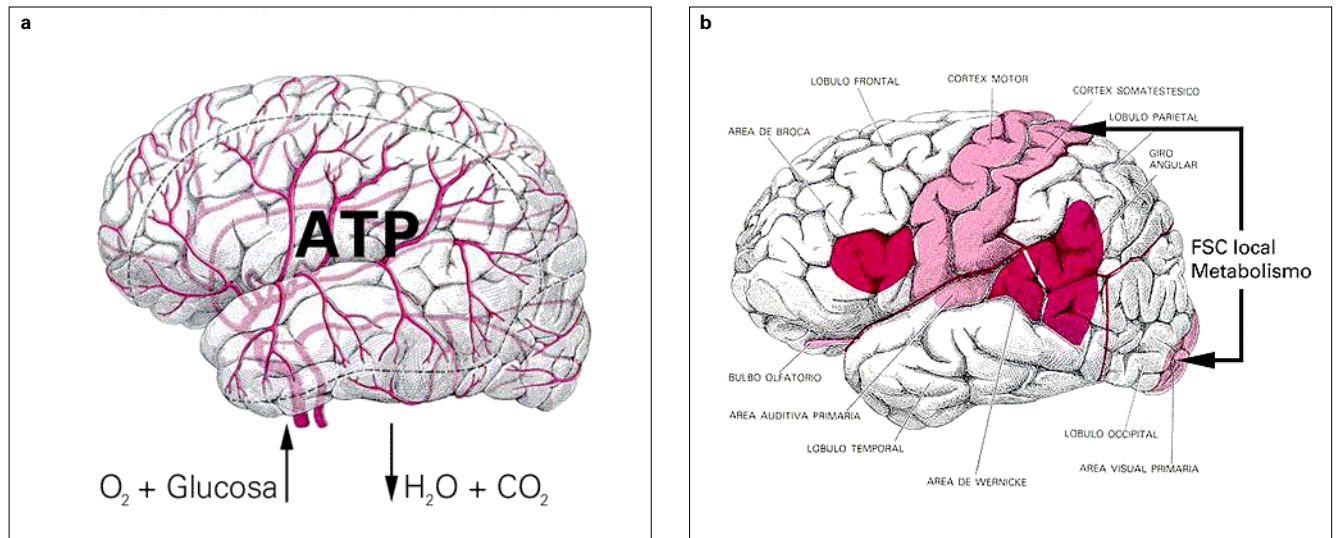 a
ATP
O₂ + Glucosa
H₂O + CO₂
b
LOBULO FRONTAL
CORTEX MOTOR
CORTEX SOMATESTESICO
LOBULO PARIETAL
AREA DE BROCA
GIRO
ANGULAR
FSC local
Metabolismo
BULBO OLFATORIO
AREA AUDITIVA PRIMARIA
LOBULO TEMPORAL
AREA DE WERNICKE
LOBULO OCCIPITAL
AREA VISUAL PRIMARIA